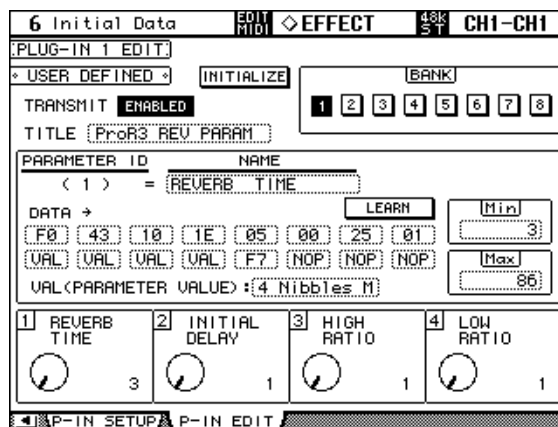 6 Initial Data EDIT MIDI ◇EFFECT 48K ST CH1-CH1
PLUG-IN 1 EDIT
USER DEFINED INITIALIZE BANK
TRANSMIT ENABLED 1 2 3 4 5 6 7 8
TITLE ProR3 REV PARAM
PARAMETER ID NAME
( 1 ) = REVERB TIME
DATA → LEARN Min
F0 43 10 1E 05 00 25 01 3
VAL VAL VAL VAL F7 NOP NOP NOP Max
VAL(PARAMETER VALUE): 4 Nibbles M 86
1 REVERB TIME 2 INITIAL DELAY 3 HIGH RATIO 4 LOW RATIO
3 1 1 1
P-IN SETUP P-IN EDIT